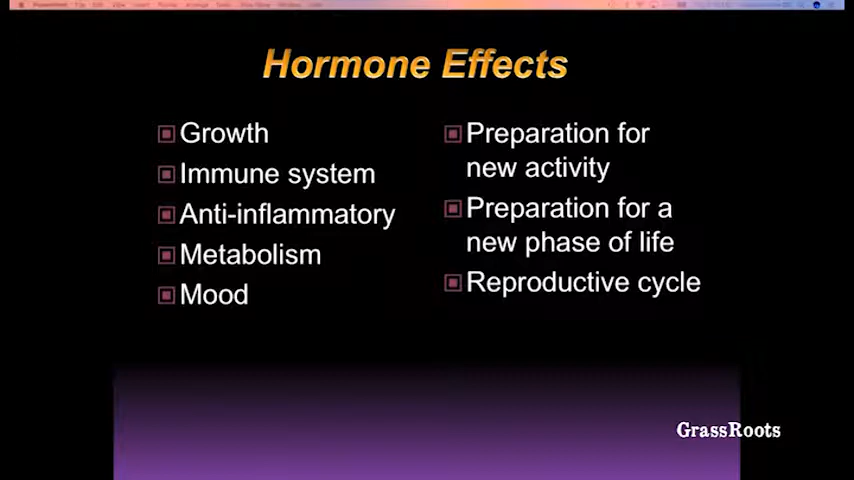 Hormone Effects
Growth
Immune system
Anti-inflammatory
Metabolism
Mood
Preparation for
new activity
Preparation for a
new phase of life
Reproductive cycle
GrassRoots